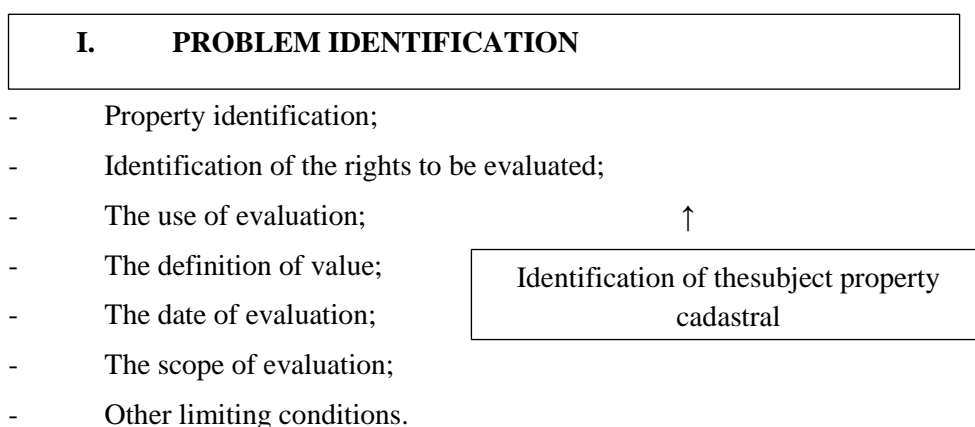 I. PROBLEM IDENTIFICATION
- Property identification;
- Identification of the rights to be evaluated;
- The use of evaluation;
↑
- The definition of value;
- The date of evaluation;
- The scope of evaluation;
- Other limiting conditions.
Identification of thesubject property
cadastral